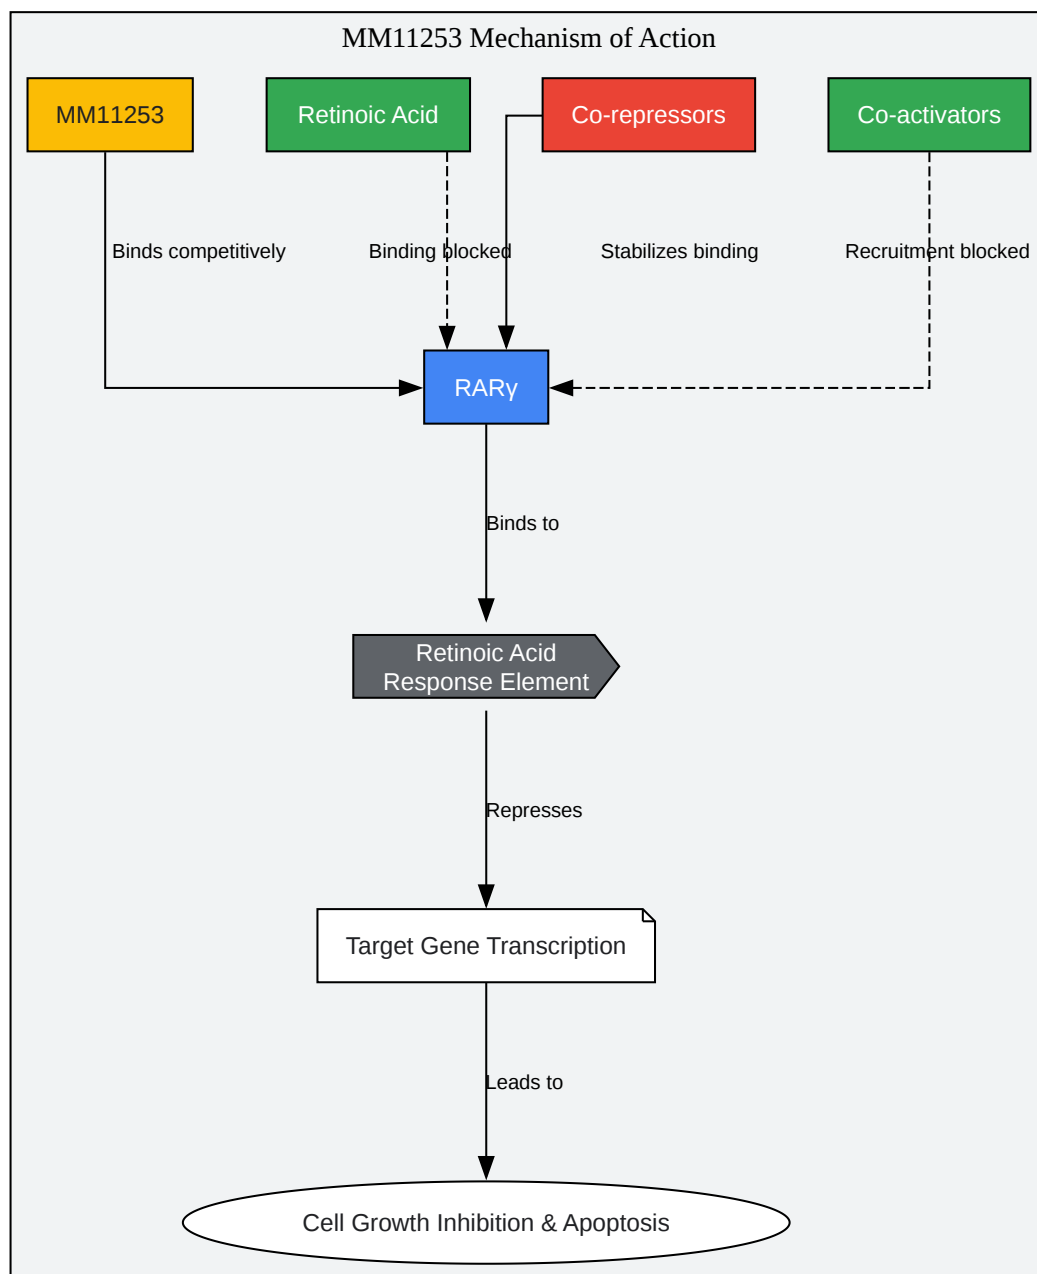 MM11253 Mechanism of Action
MM11253
Retinoic Acid
Co-repressors
Co-activators
Binds competitively
Binding blocked
Stabilizes binding
Recruitment blocked
RARγ
Binds to
Retinoic Acid
Response Element
Represses
Target Gene Transcription
Leads to
Cell Growth Inhibition & Apoptosis